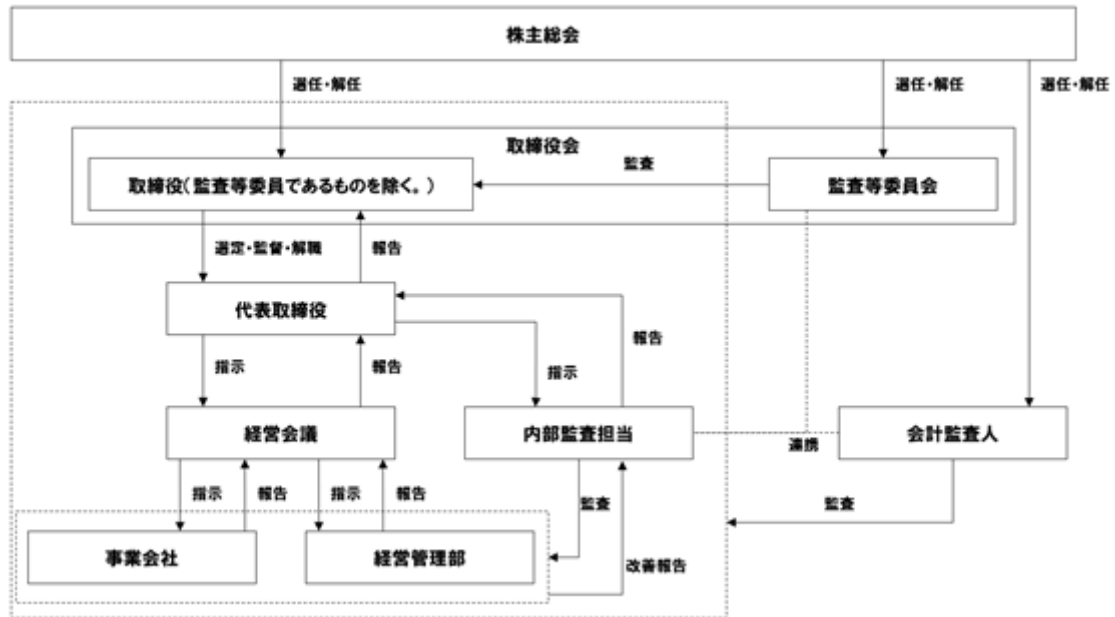 株主総会
選任・解任
選任・解任
選任・解任
取締役会
取締役(監査等委員であるものを除く。)
監査
監査等委員会
選定・監督・解職
報告
代表取締役
報告
指示
報告
指示
経営会議
内部監査担当
連携
会計監査人
指示
報告
指示
報告
監査
監査
事業会社
経営管理部
改善報告